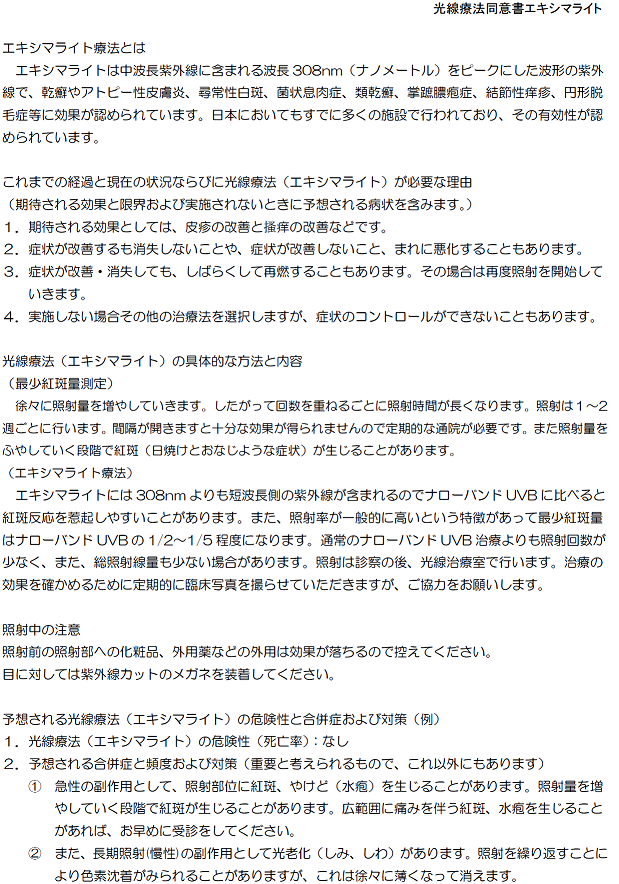 光線療法同意書エキシマライト
エキシマライト療法とは
エキシマライトは中波長紫外線に含まれる波長 308nm（ナノメートル）をピークにした波形の紫外
線で、乾癬やアトピー性皮膚炎、尋常性白斑、菌状息肉症、類乾癬、掌蹠膿疱症、結節性痒疹、円形脱
毛症等に効果が認められています。日本においてもすでに多くの施設で行われており、その有効性が認
められています。
これまでの経過と現在の状況ならびに光線療法（エキシマライト）が必要な理由
（期待される効果と限界および実施されないときに予想される病状を含みます。）
１．期待される効果としては、皮疹の改善と掻痒の改善などです。
２．症状が改善するも消失しないことや、症状が改善しないこと、まれに悪化することもあります。
３．症状が改善・消失しても、しばらくして再燃することもあります。その場合は再度照射を開始して
いきます。
４．実施しない場合その他の治療法を選択しますが、症状のコントロールができないこともあります。
光線療法（エキシマライト）の具体的な方法と内容
（最少紅斑量測定）
徐々に照射量を増やしていきます。したがって回数を重ねるごとに照射時間が長くなります。照射は１～２
週ごとに行います。間隔が開きますと十分な効果が得られませんので定期的な通院が必要です。また照射量を
ふやしていく段階で紅斑（日焼けとおなじような症状）が生じることがあります。
（エキシマライト療法）
エキシマライトには 308nm よりも短波長側の紫外線が含まれるのでナローバンド UVB に比べると
紅斑反応を惹起しやすいことがあります。また、照射率が一般的に高いという特徴があって最少紅斑量
はナローバンド UVB の 1/2～1/5 程度になります。通常のナローバンド UVB 治療よりも照射回数が
少なく、また、総照射線量も少ない場合があります。照射は診察の後、光線治療室で行います。治療の
効果を確かめるために定期的に臨床写真を撮らせていただきますが、ご協力をお願いします。
照射中の注意
照射前の照射部への化粧品、外用薬などの外用は効果が落ちるので控えてください。
目に対しては紫外線カットのメガネを装着してください。
予想される光線療法（エキシマライト）の危険性と合併症および対策（例）
１．光線療法（エキシマライト）の危険性（死亡率）：なし
２．予想される合併症と頻度および対策（重要と考えられるもので、これ以外にもあります）
① 急性の副作用として、照射部位に紅斑、やけど（水疱）を生じることがあります。照射量を増
やしていく段階で紅斑が生じることがあります。広範囲に痛みを伴う紅斑、水疱を生じること
があれば、お早めに受診をしてください。
② また、長期照射(慢性)の副作用として光老化（しみ、しわ）があります。照射を繰り返すことに
より色素沈着がみられることがありますが、これは徐々に薄くなって消えます。